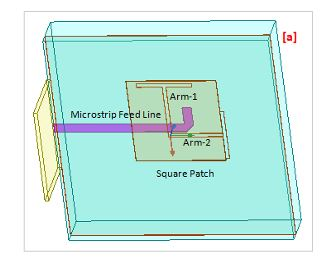 [a]
Arm-1
Microstrip Feed Line
Arm-2
Square Patch